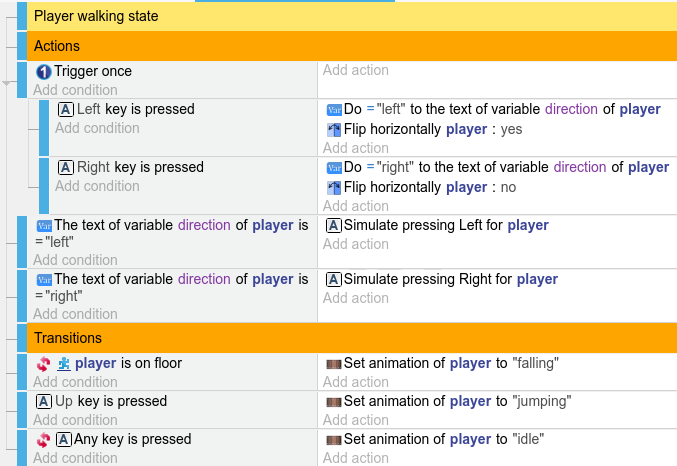 Player walking state
Actions
Trigger once
Add action
Add condition
A Left key is pressed
Var Do ="left" to the text of variable direction of player
Add condition
Flip horizontally player : yes
Add action
A Right key is pressed
Var Do ="right" to the text of variable direction of player
Add condition
Flip horizontally player : no
Add action
Var The text of variable direction of player is
="left"
A Simulate pressing Left for player
Add action
Add condition
Var The text of variable direction of player is
="right"
A Simulate pressing Right for player
Add action
Add condition
Transitions
player is on floor
Set animation of player to "falling"
Add condition
Add action
A Up key is pressed
Set animation of player to "jumping"
Add condition
Add action
A Any key is pressed
Set animation of player to "idle"
Add condition
Add action